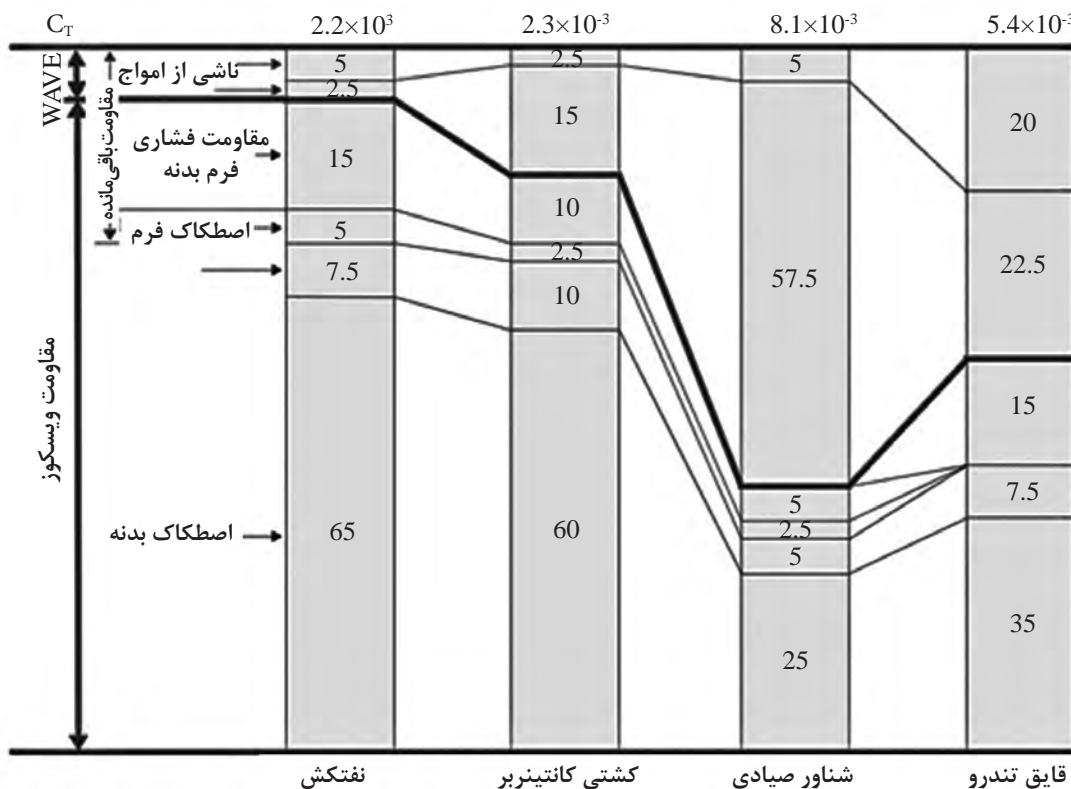 C_T 2.2×10³ 2.3×10⁻³ 8.1×10⁻³ 5.4×10⁻³
WAVE
مقاومت ویسکوز
مقاومت باقی‌مانده
ناشی از امواج
مقاومت فشاری
فرم بدنه
اصطکاک فرم
اصطکاک بدنه
5
2.5
15
5
7.5
65
2.5
15
10
2.5
10
60
5
57.5
5
2.5
5
25
20
22.5
15
7.5
35
نفتکش
کشتی کانتینربر
شناور صیادی
قایق تندرو